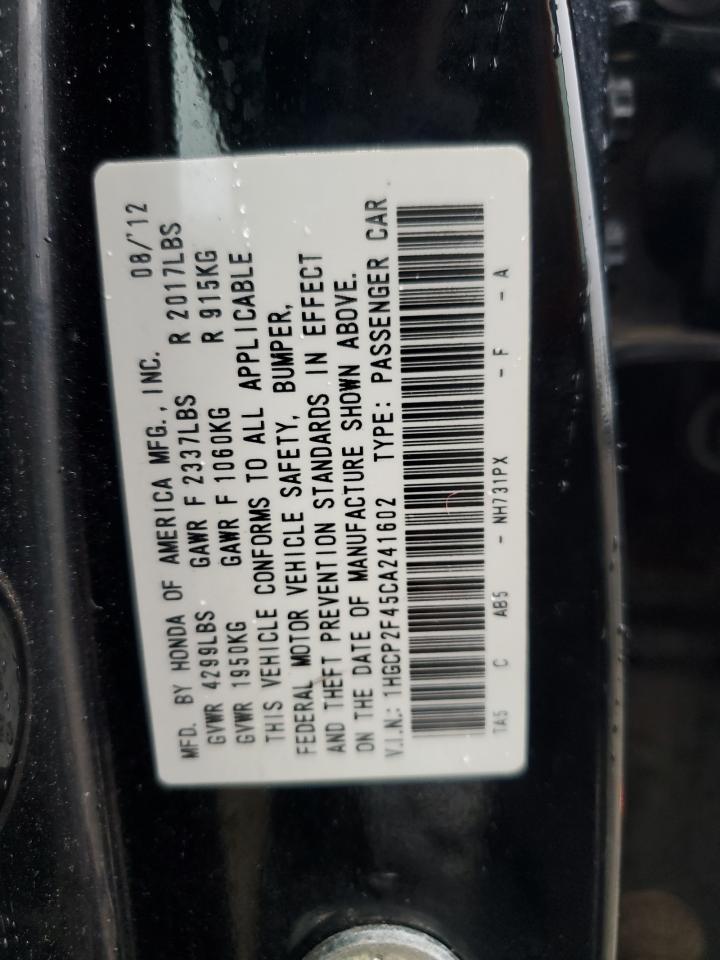 MFD. BY HONDA OF AMERICA MFG., INC. 08/'12
GVWR 4299LBS GAWR F 2337LBS R 2017LBS
GVWR 1950KG GAWR F 1060KG R 915KG
THIS VEHICLE CONFORMS TO ALL APPLICABLE
FEDERAL MOTOR VEHICLE SAFETY, BUMPER,
AND THEFT PREVENTION STANDARDS IN EFFECT
ON THE DATE OF MANUFACTURE SHOWN ABOVE.
V.I.N.: 1HGCP2F45CA241602 TYPE: PASSENGER CAR
TA5 C AB5 - NH731PX - F - A